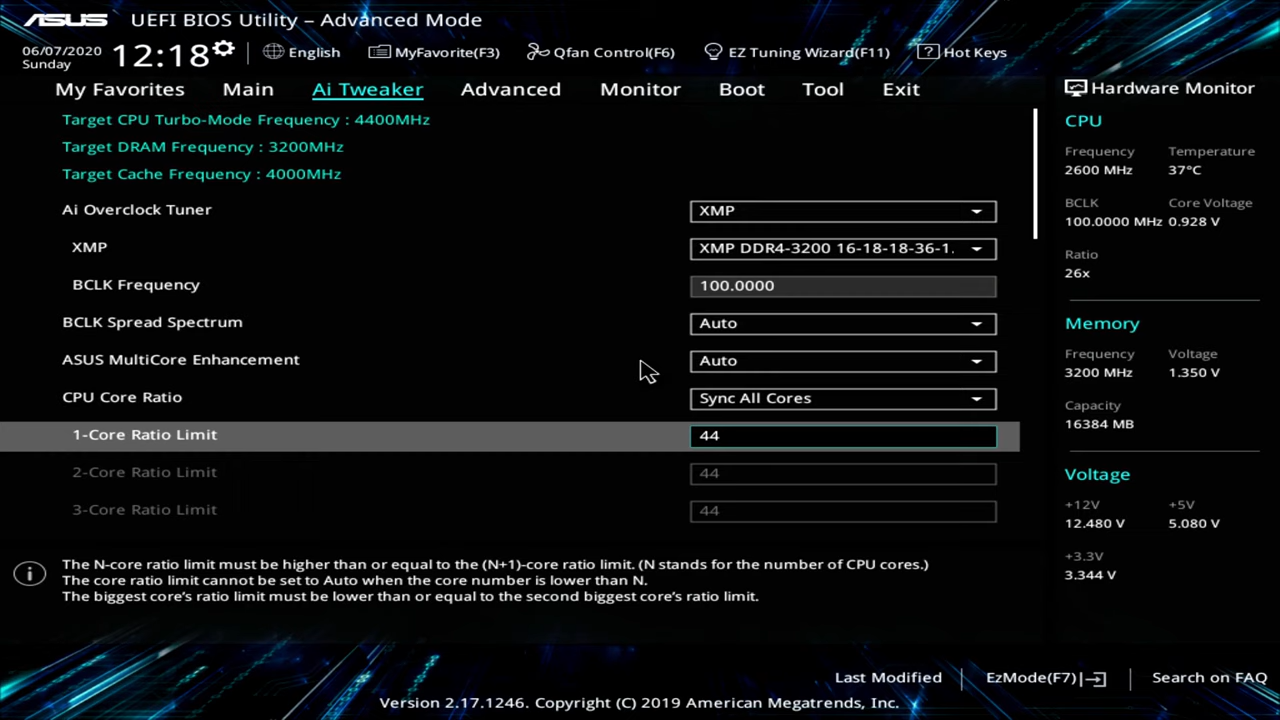 ASUS UEFI BIOS Utility – Advanced Mode
06/07/2020
Sunday
12:18
English
MyFavorite(F3)
Qfan Control(F6)
EZ Tuning Wizard(F11)
? Hot Keys
My Favorites
Main
Ai Tweaker
Advanced
Monitor
Boot
Tool
Exit
Target CPU Turbo-Mode Frequency : 4400MHz
Target DRAM Frequency : 3200MHz
Target Cache Frequency : 4000MHz
Ai Overclock Tuner XMP
XMP XMP DDR4-3200 16-18-18-36-1.
BCLK Frequency 100.0000
BCLK Spread Spectrum Auto
ASUS MultiCore Enhancement Auto
CPU Core Ratio Sync All Cores
1-Core Ratio Limit 44
2-Core Ratio Limit 44
3-Core Ratio Limit 44
The N-core ratio limit must be higher than or equal to the (N+1)-core ratio limit. (N stands for the number of CPU cores.)
The core ratio limit cannot be set to Auto when the core number is lower than N.
The biggest core's ratio limit must be lower than or equal to the second biggest core's ratio limit.
Hardware Monitor
CPU
Frequency Temperature
2600 MHz 37°C
BCLK Core Voltage
100.0000 MHz 0.928 V
Ratio
26x
Memory
Frequency Voltage
3200 MHz 1.350 V
Capacity
16384 MB
Voltage
+12V +5V
12.480 V 5.080 V
+3.3V
3.344 V
Last Modified
EzMode(F7)
Search on FAQ
Version 2.17.1246. Copyright (C) 2019 American Megatrends, Inc.